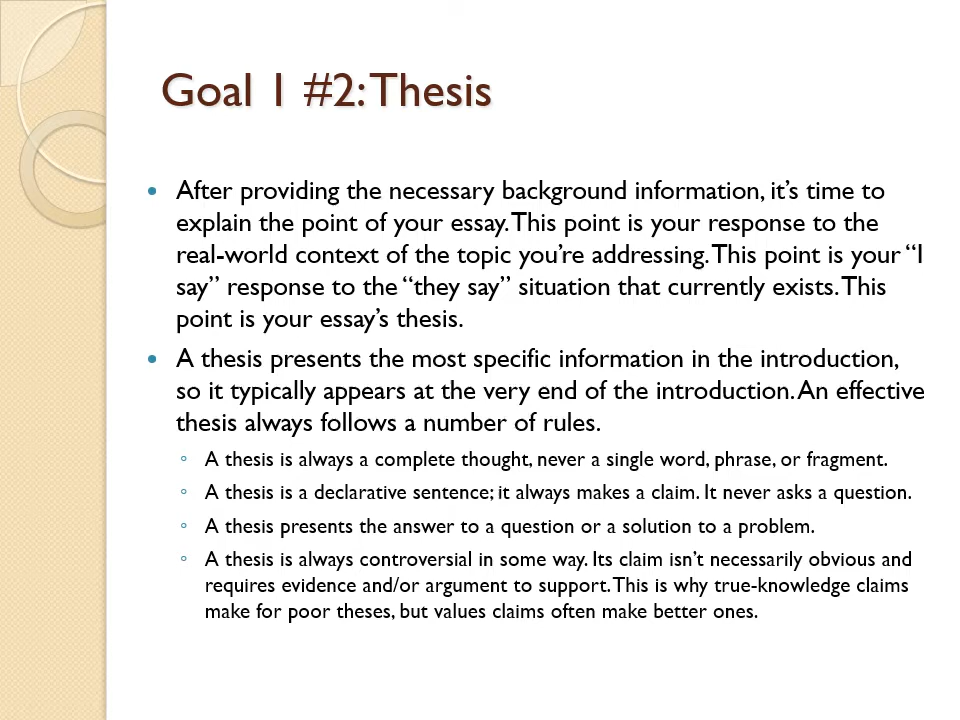 Goal 1 #2: Thesis
• After providing the necessary background information, it’s time to
explain the point of your essay. This point is your response to the
real-world context of the topic you’re addressing. This point is your “I
say” response to the “they say” situation that currently exists. This
point is your essay’s thesis.
• A thesis presents the most specific information in the introduction,
so it typically appears at the very end of the introduction. An effective
thesis always follows a number of rules.
◦ A thesis is always a complete thought, never a single word, phrase, or fragment.
◦ A thesis is a declarative sentence; it always makes a claim. It never asks a question.
◦ A thesis presents the answer to a question or a solution to a problem.
◦ A thesis is always controversial in some way. Its claim isn’t necessarily obvious and
requires evidence and/or argument to support. This is why true-knowledge claims
make for poor theses, but values claims often make better ones.